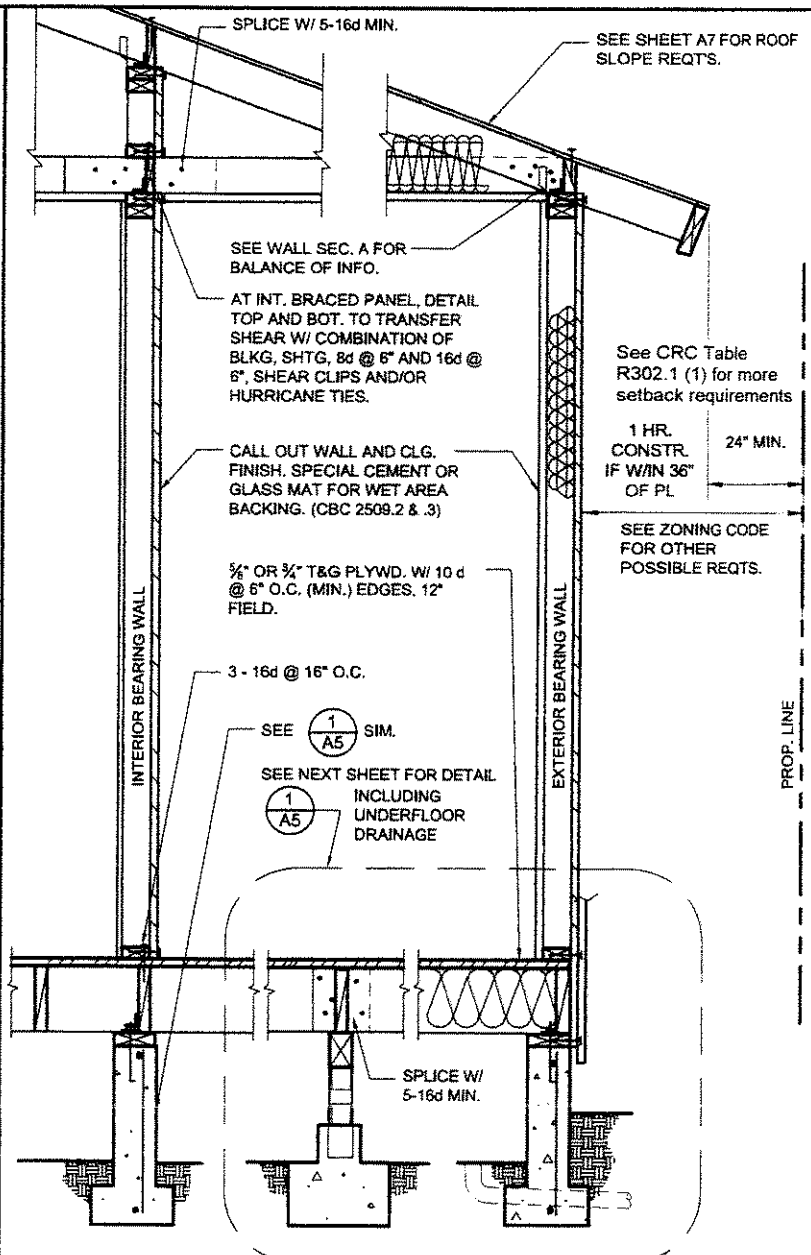 SPLICE W/ 5-16d MIN.
SEE SHEET A7 FOR ROOF
SLOPE REQT'S.
SEE WALL SEC. A FOR
BALANCE OF INFO.
AT INT. BRACED PANEL, DETAIL
TOP AND BOT. TO TRANSFER
SHEAR W/ COMBINATION OF
BLKG, SHTG, 8d @ 6" AND 16d @
6", SHEAR CLIPS AND/OR
HURRICANE TIES.
See CRC Table
R302.1 (1) for more
setback requirements
1 HR.
CONSTR.
IF W/IN 36"
OF PL
24" MIN.
CALL OUT WALL AND CLG.
FINISH. SPECIAL CEMENT OR
GLASS MAT FOR WET AREA
BACKING. (CBC 2509.2 & .3)
SEE ZONING CODE
FOR OTHER
POSSIBLE REQTS.
⅝" OR ¾" T&G PLYWD. W/ 10 d
@ 6" O.C. (MIN.) EDGES. 12"
FIELD.
INTERIOR BEARING WALL
EXTERIOR BEARING WALL
PROP. LINE
3 - 16d @ 16" O.C.
SEE 1 SIM.
A5
SEE NEXT SHEET FOR DETAIL
1
A5
INCLUDING
UNDERFLOOR
DRAINAGE
SPLICE W/
5-16d MIN.